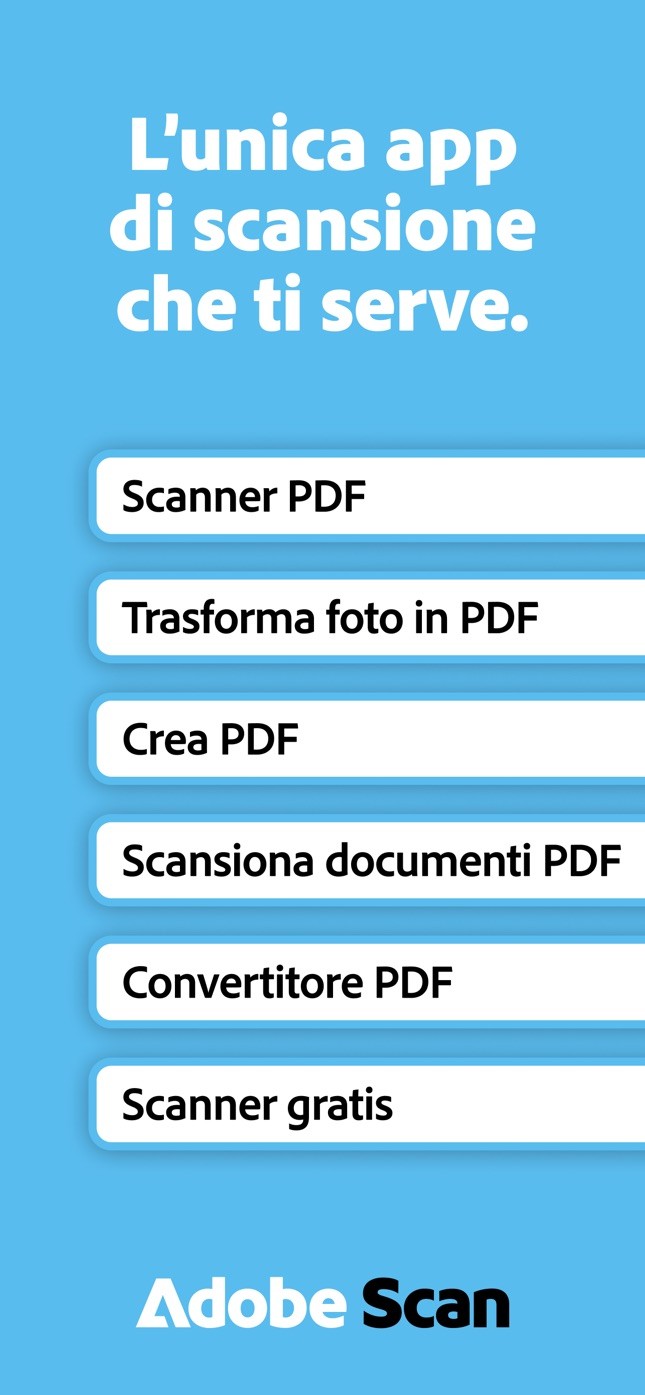 L’unica app
di scansione
che ti serve.
Scanner PDF
Trasforma foto in PDF
Crea PDF
Scansiona documenti PDF
Convertitore PDF
Scanner gratis
Adobe Scan